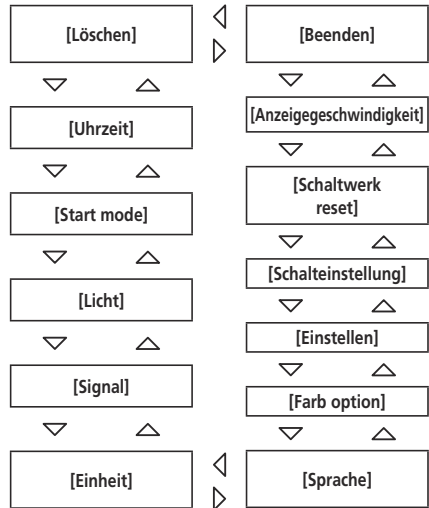 [Löschen]
[Uhrzeit]
[Start mode]
[Licht]
[Signal]
[Einheit]
[Beenden]
[Anzeigegeschwindigkeit]
[Schaltwerk
reset]
[Schalteinstellung]
[Einstellen]
[Farb option]
[Sprache]